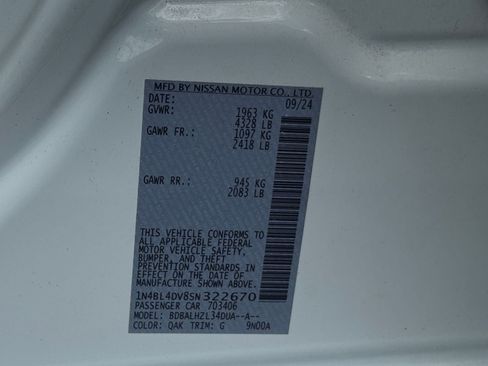 MFD BY NISSAN MOTOR CO., LTD.
DATE: 09/24
GVWR: 1963 KG
4328 LB
GAWR FR.: 1097 KG
2418 LB
GAWR RR.: 945 KG
2083 LB
THIS VEHICLE CONFORMS TO
ALL APPLICABLE FEDERAL
MOTOR VEHICLE SAFETY,
BUMPER, AND THEFT
PREVENTION STANDARDS IN
EFFECT ON THE DATE OF
MANUFACTURE SHOWN ABOVE.
1N4BL4DV8SN322670
PASSENGER CAR 703406
MODEL: BDBALHZL34DUA--A--
COLOR: QAK TRIM: G 9N00A